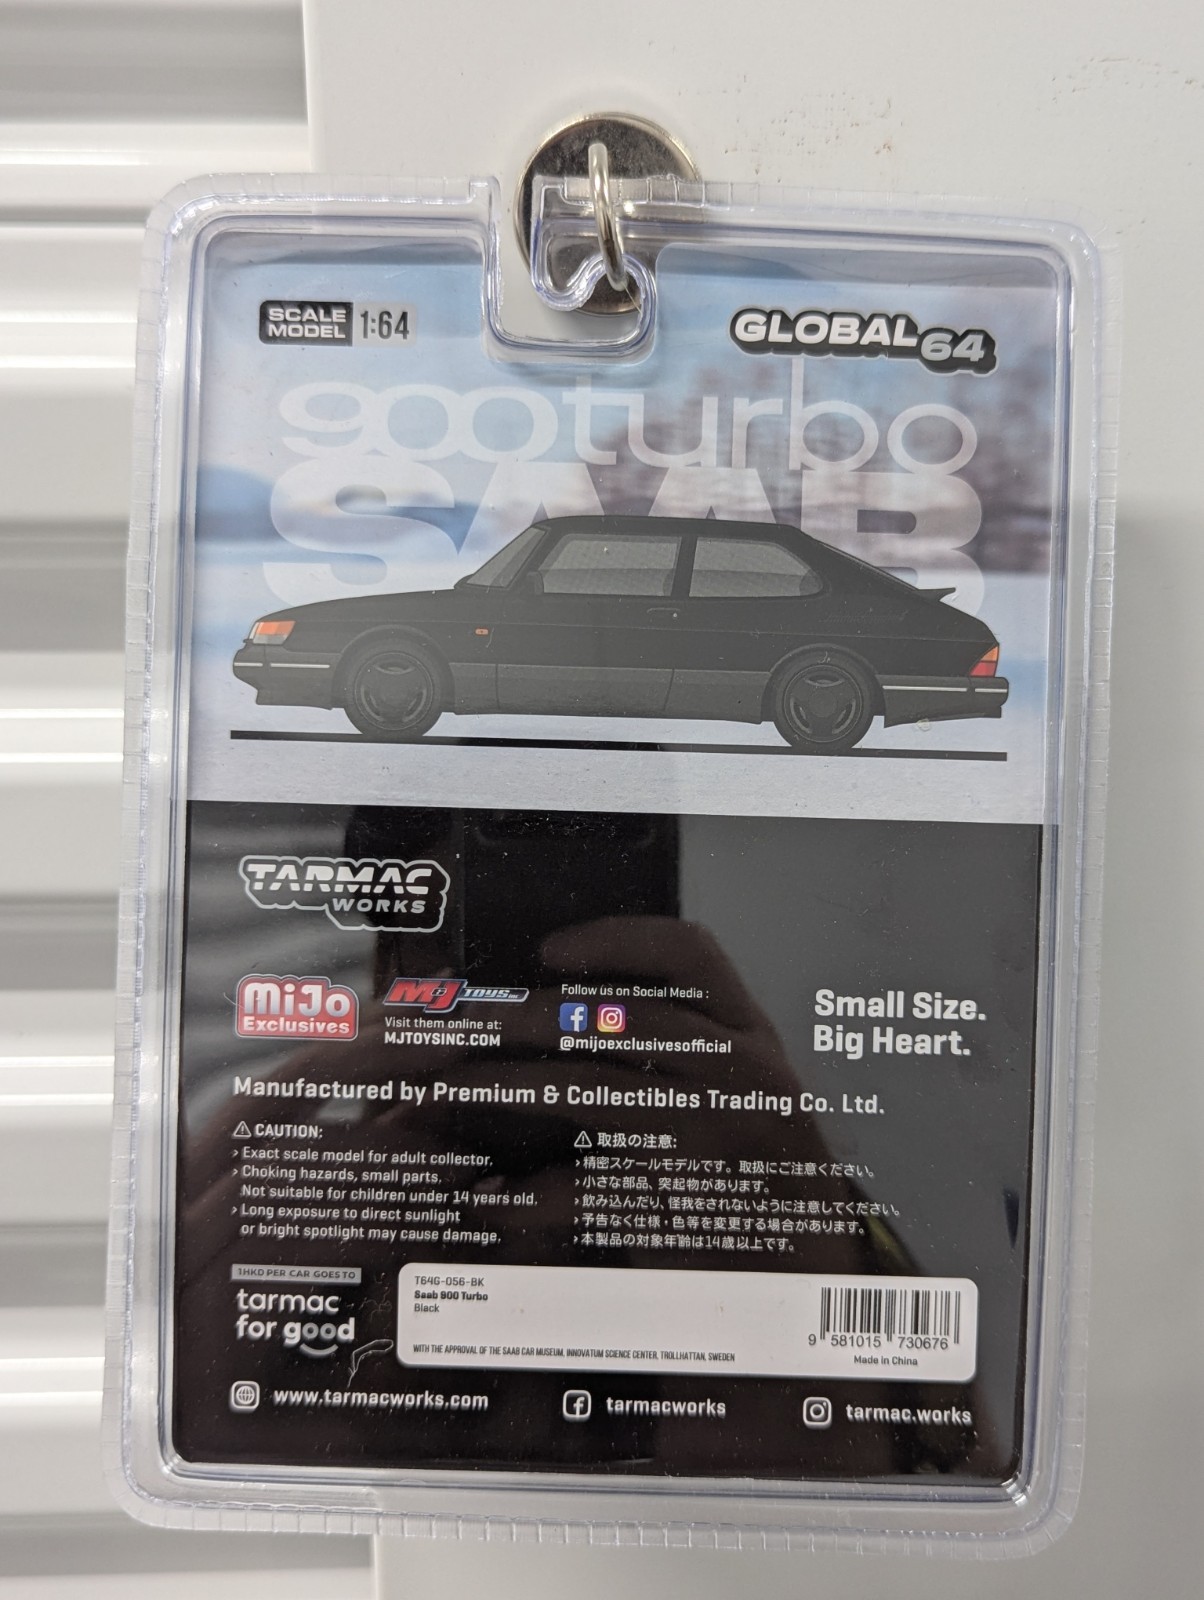 SCALE
MODEL 1:64
GLOBAL64
900turbo
SAAB
TARMAC
WORKS
MiJo
Exclusives
M&J TOYS INC
Visit them online at:
MJTOYSINC.COM
Follow us on Social Media :
@mijoexclusivesofficial
Small Size.
Big Heart.
Manufactured by Premium & Collectibles Trading Co. Ltd.
⚠ CAUTION:
› Exact scale model for adult collector.
› Choking hazards, small parts.
Not suitable for children under 14 years old.
› Long exposure to direct sunlight
or bright spotlight may cause damage.
⚠ 取扱の注意:
›精密スケールモデルです。取扱にご注意ください。
›小さな部品、突起物があります。
›飲み込んだり、怪我をされないように注意してください。
›予告なく仕様・色等を変更する場合があります。
›本製品の対象年齢は14歳以上です。
1HKD PER CAR GOES TO
tarmac
for good
T64G-056-BK
Saab 900 Turbo
Black
WITH THE APPROVAL OF THE SAAB CAR MUSEUM, INNOVATUM SCIENCE CENTER, TROLLHATTAN, SWEDEN
9 581015 730676
Made in China
www.tarmacworks.com
tarmacworks
tarmac.works